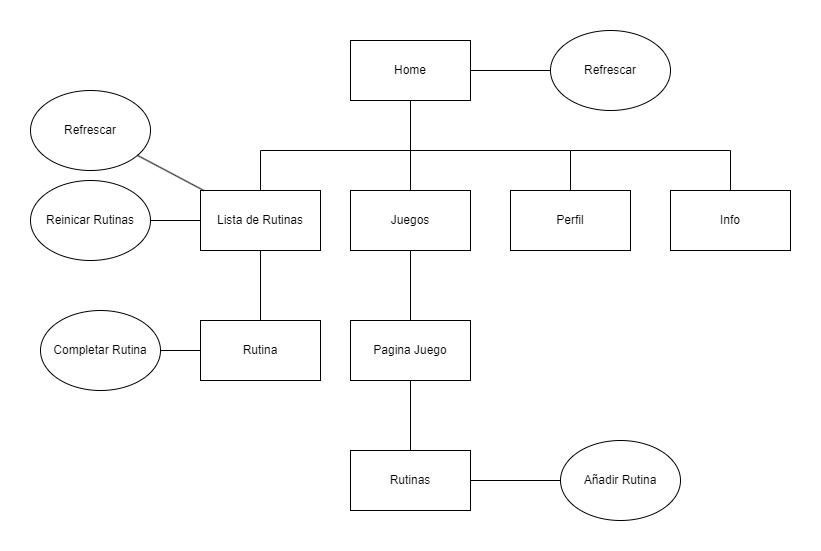 Home
Refrescar
Refrescar
Reinicar Rutinas
Lista de Rutinas
Juegos
Perfil
Info
Completar Rutina
Rutina
Pagina Juego
Rutinas
Añadir Rutina